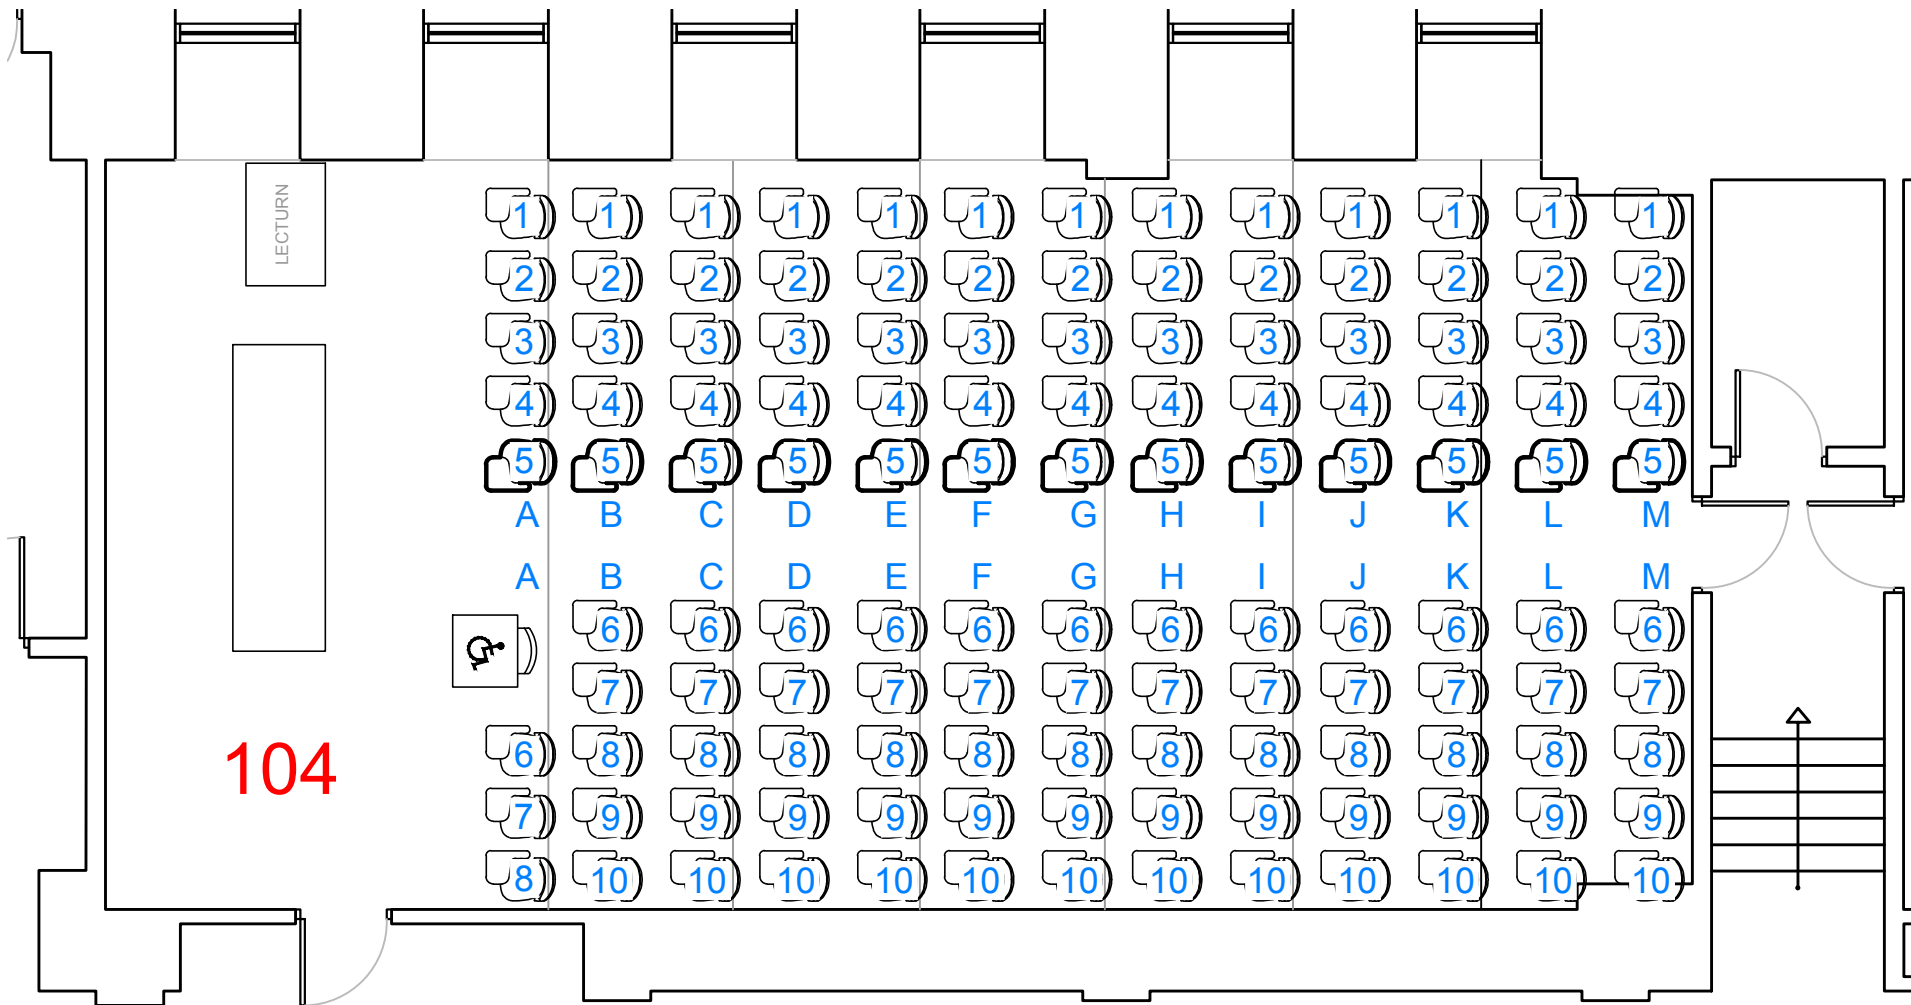 LECTURN
1 1 1 1 1 1 1 1 1 1 1 1 1
2 2 2 2 2 2 2 2 2 2 2 2 2
3 3 3 3 3 3 3 3 3 3 3 3 3
4 4 4 4 4 4 4 4 4 4 4 4 4
5 5 5 5 5 5 5 5 5 5 5 5 5
A B C D E F G H I J K L M
A B C D E F G H I J K L M
6 6 6 6 6 6 6 6 6 6 6 6
7 7 7 7 7 7 7 7 7 7 7 7
104
6 8 8 8 8 8 8 8 8 8 8 8 8
7 9 9 9 9 9 9 9 9 9 9 9 9
8 10 10 10 10 10 10 10 10 10 10 10 10